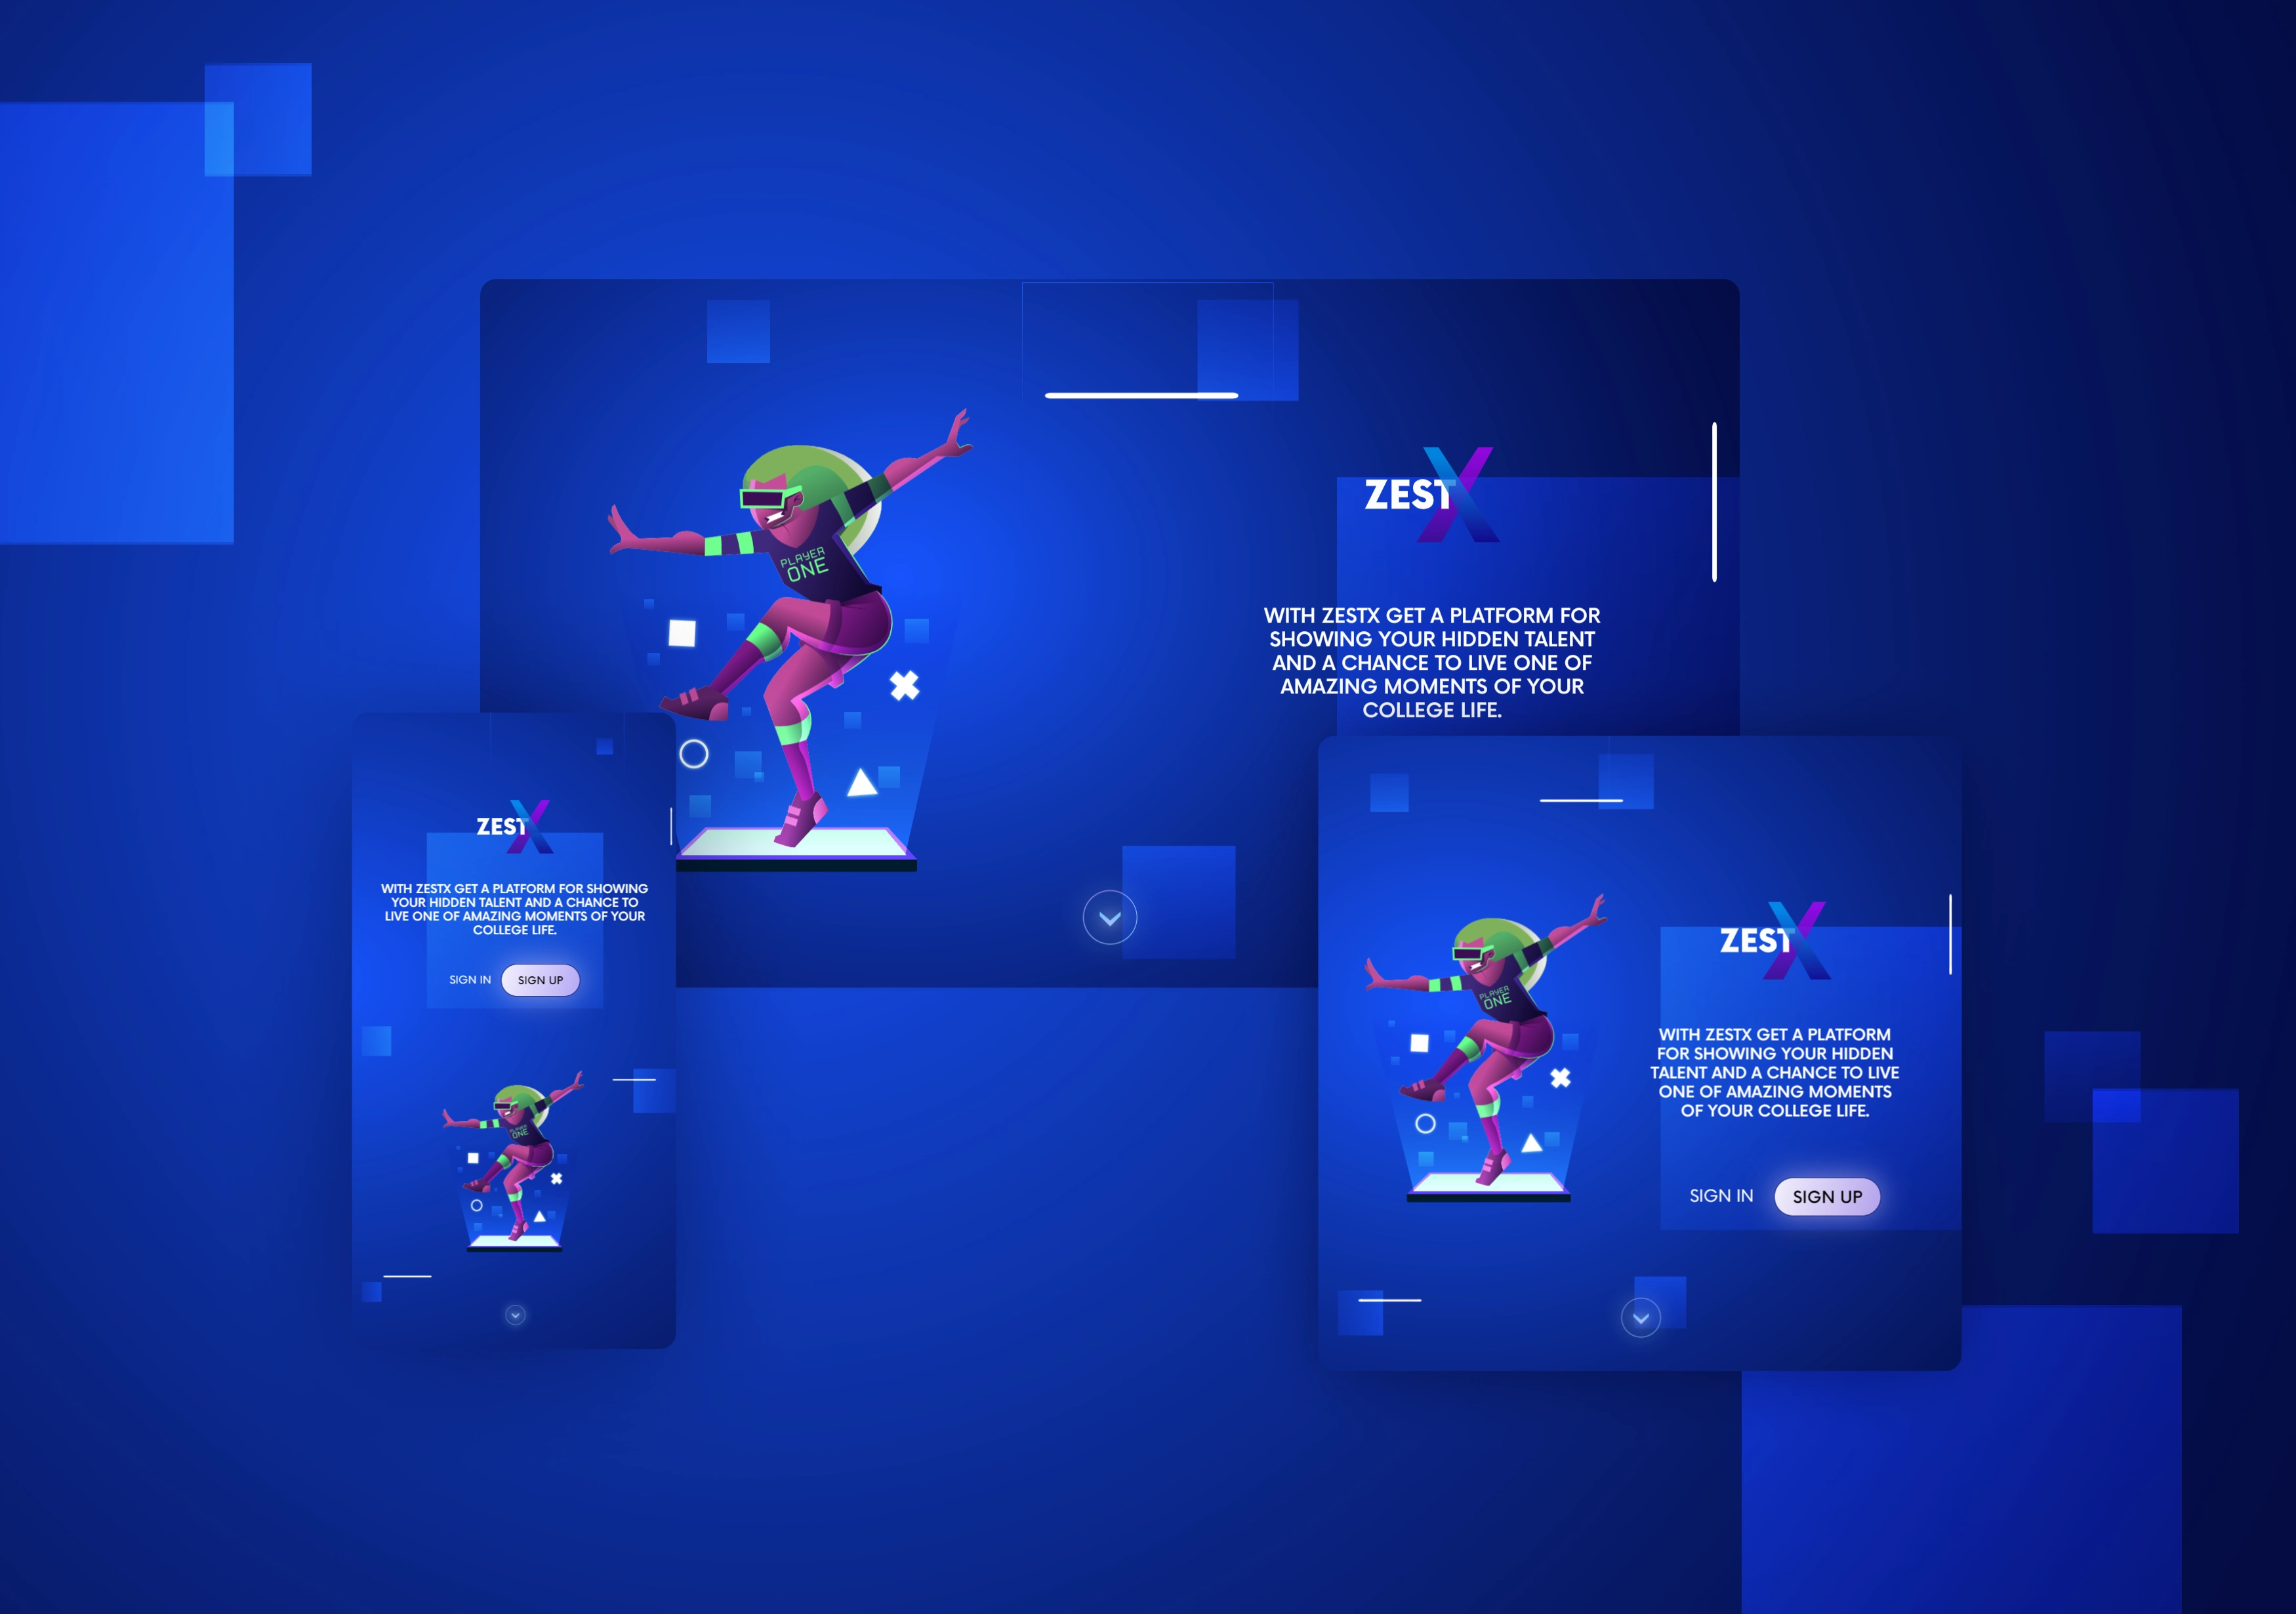 ZESTX
WITH ZESTX GET A PLATFORM FOR
SHOWING YOUR HIDDEN TALENT
AND A CHANCE TO LIVE ONE OF
AMAZING MOMENTS OF YOUR
COLLEGE LIFE.
PLAYER
ONE
ZESTX
WITH ZESTX GET A PLATFORM FOR SHOWING
YOUR HIDDEN TALENT AND A CHANCE TO
LIVE ONE OF AMAZING MOMENTS OF YOUR
COLLEGE LIFE.
SIGN IN SIGN UP
PLAYER
ONE
ZESTX
WITH ZESTX GET A PLATFORM
FOR SHOWING YOUR HIDDEN
TALENT AND A CHANCE TO LIVE
ONE OF AMAZING MOMENTS
OF YOUR COLLEGE LIFE.
SIGN IN SIGN UP
PLAYER
ONE